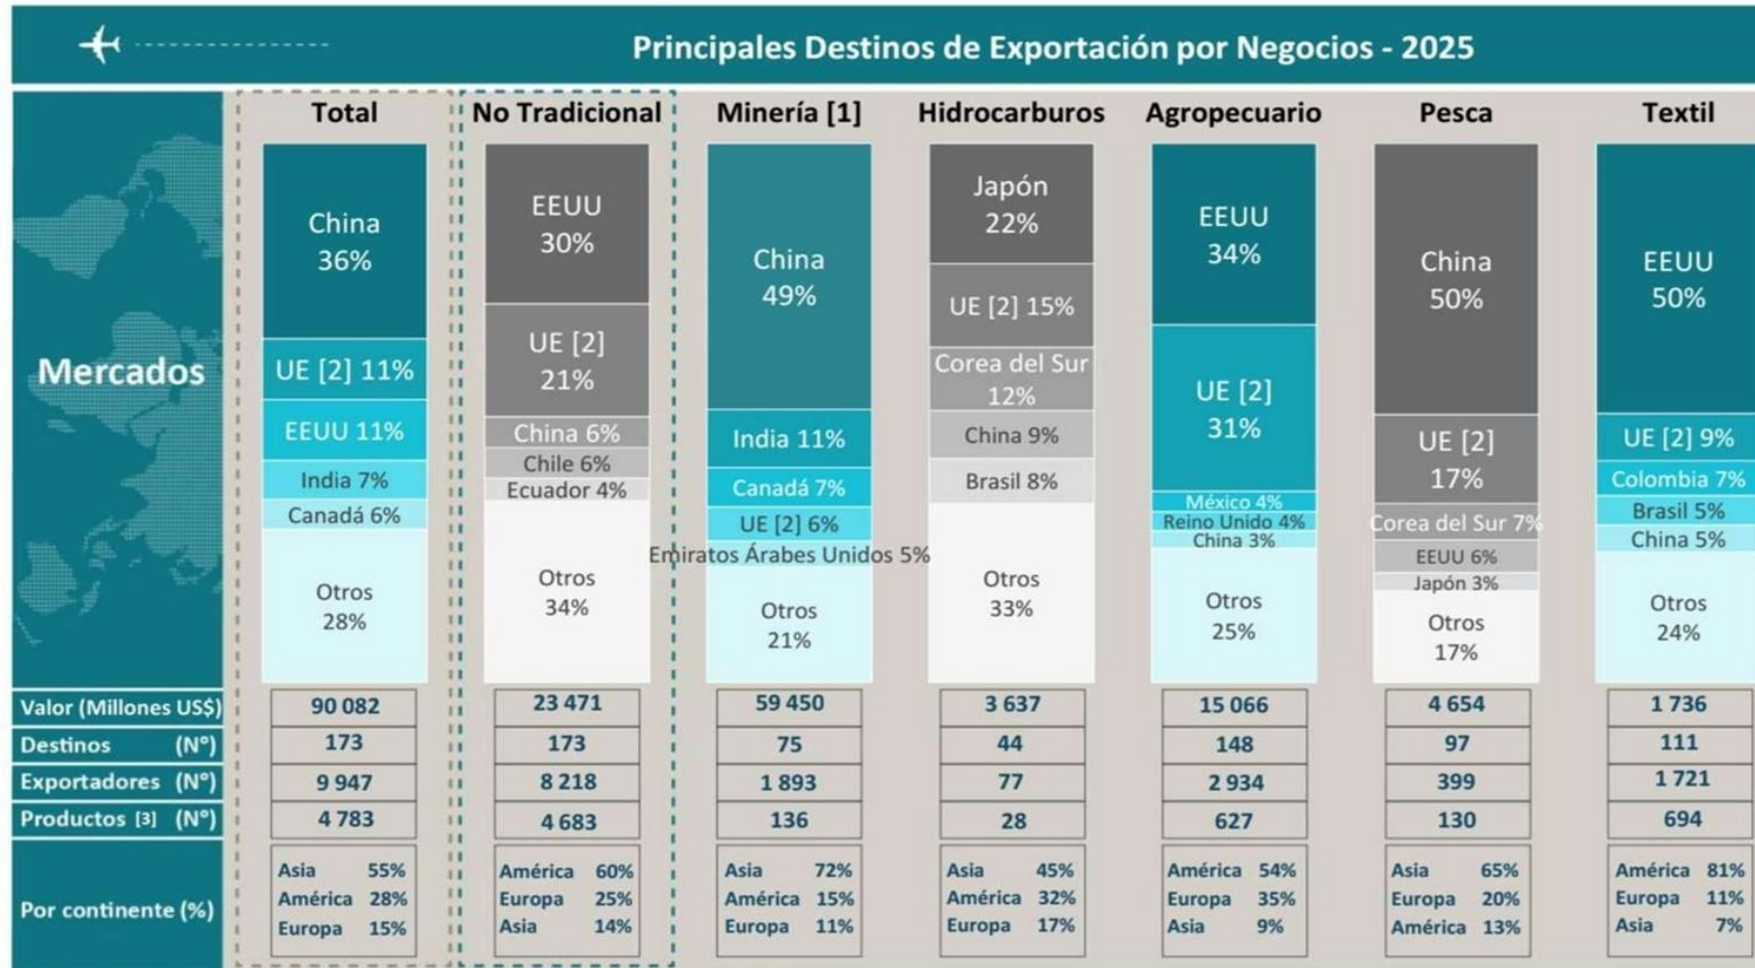 Principales Destinos de Exportación por Negocios - 2025
Mercados
Total
China
36%
UE [2] 11%
EEUU 11%
India 7%
Canadá 6%
Otros
28%
No Tradicional
EEUU
30%
UE [2]
21%
China 6%
Chile 6%
Ecuador 4%
Otros
34%
Minería [1]
China
49%
India 11%
Canadá 7%
UE [2] 6%
Emiratos Árabes Unidos 5%
Otros
21%
Hidrocarburos
Japón
22%
UE [2] 15%
Corea del Sur
12%
China 9%
Brasil 8%
Otros
33%
Agropecuario
EEUU
34%
UE [2]
31%
México 4%
Reino Unido 4%
China 3%
Otros
25%
Pesca
China
50%
UE [2]
17%
Corea del Sur 7%
EEUU 6%
Japón 3%
Otros
17%
Textil
EEUU
50%
UE [2] 9%
Colombia 7%
Brasil 5%
China 5%
Otros
24%
Valor (Millones US$) 90 082 23 471 59 450 3 637 15 066 4 654 1 736
Destinos (N°) 173 173 75 44 148 97 111
Exportadores (N°) 9 947 8 218 1 893 77 2 934 399 1 721
Productos [3] (N°) 4 783 4 683 136 28 627 130 694
Por continente (%)
Asia 55%
América 28%
Europa 15%
América 60%
Europa 25%
Asia 14%
Asia 72%
América 15%
Europa 11%
Asia 45%
América 32%
Europa 17%
América 54%
Europa 35%
Asia 9%
Asia 65%
Europa 20%
América 13%
América 81%
Europa 11%
Asia 7%